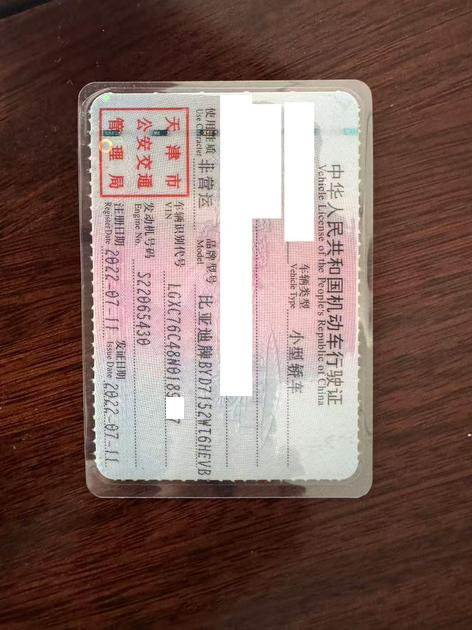 中华人民共和国机动车行驶证
Vehicle License of the People's Republic of China
车辆类型 小型轿车
Vehicle Type
使用性质 非营运 品牌型号 比亚迪牌BYD7152WT6HEVB
Use Character Model
天津市公安交通管理局
车辆识别代号 LGXC76C48N0189 7
VIN
发动机号码 S22065430
Engine No.
注册日期 2022-07-11 发证日期 2022-07-11
Register Date Issue Date